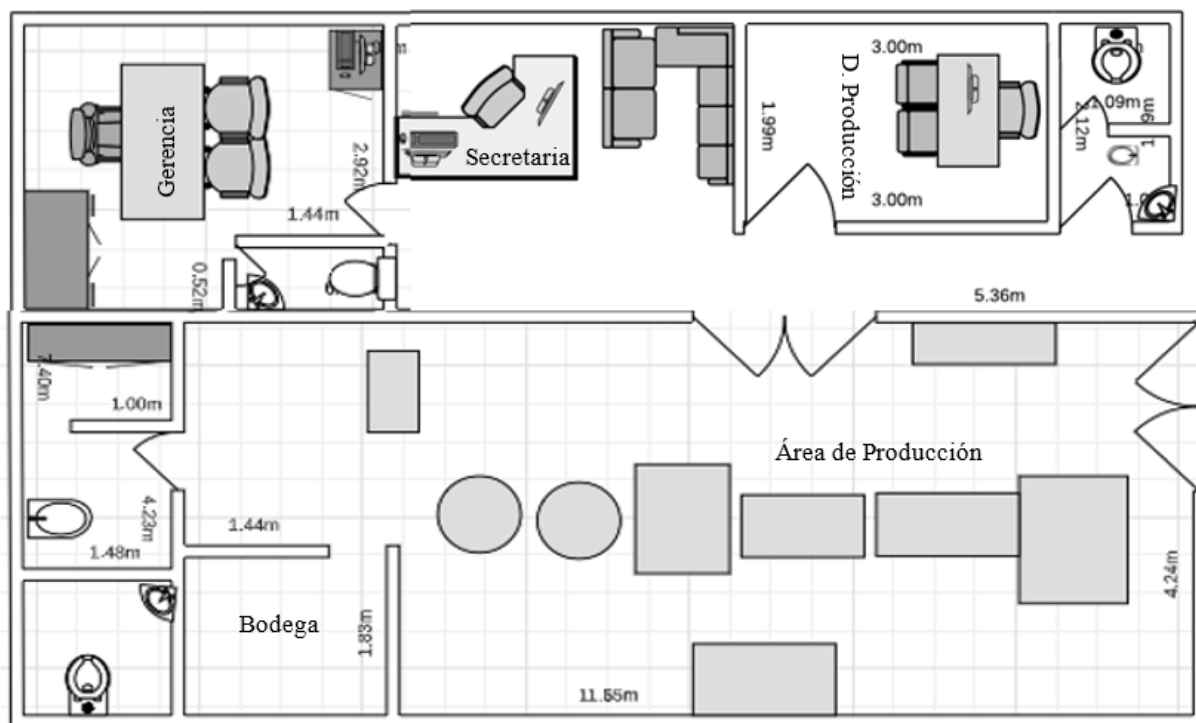 Gerencia
2.92m
1.44m
0.52m
Secretaria
1.99m
3.00m
D. Producción
3.00m
1.09m
2.12m
5.36m
7.40m
1.00m
4.23m
1.48m
1.44m
Área de Producción
Bodega
1.83m
11.55m
4.24m